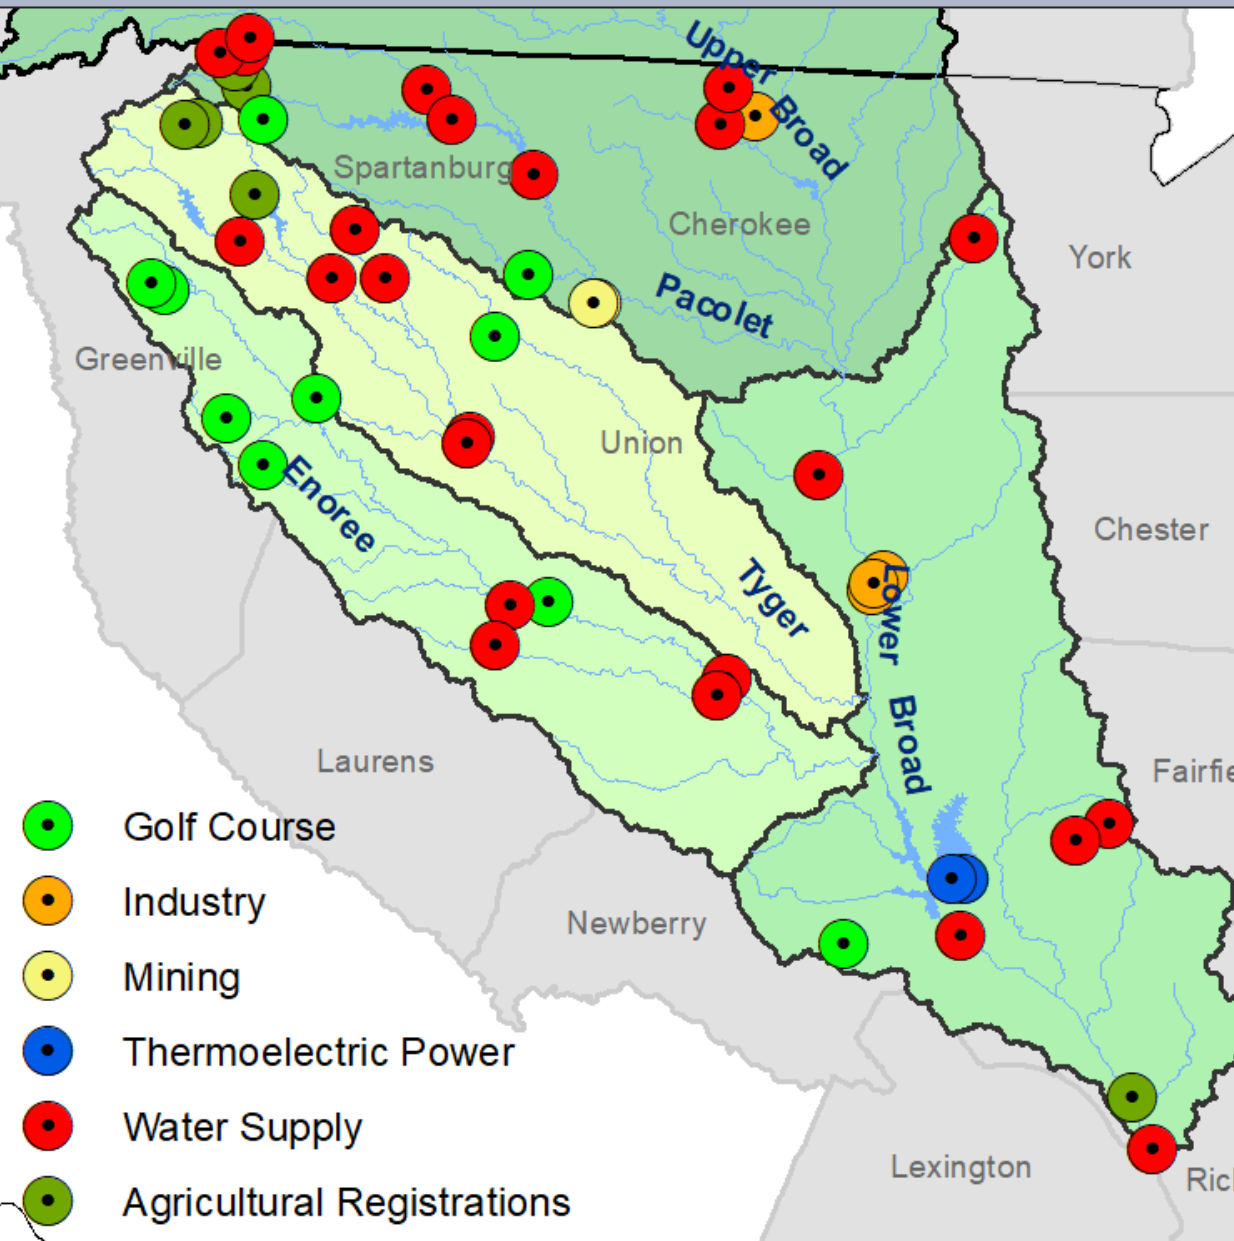 Upper
Broad
Spartanburg
Cherokee
York
Pacolet
Greenville
Union
Enoree
Chester
Tyger
Lower
Broad
Laurens
Fairfie
Newberry
Golf Course
Industry
Mining
Thermoelectric Power
Water Supply
Agricultural Registrations
Lexington
Ric